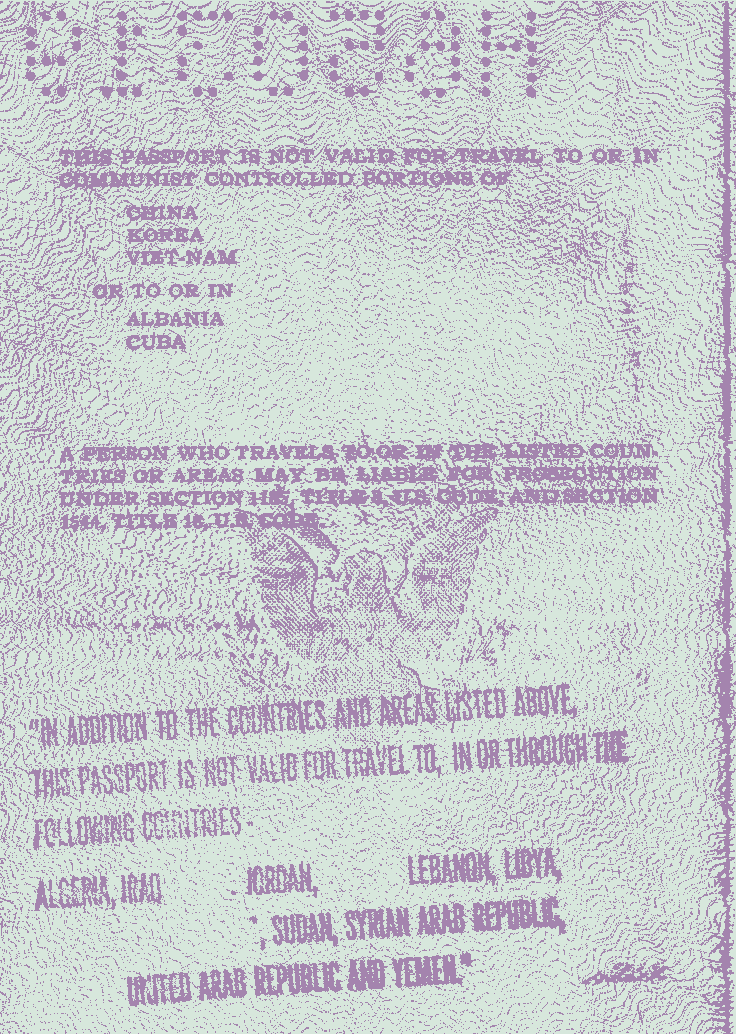 THIS PASSPORT IS NOT VALID FOR TRAVEL TO OR IN
COMMUNIST CONTROLLED PORTIONS OF
CHINA
KOREA
VIET-NAM
OR TO OR IN
ALBANIA
CUBA
A PERSON WHO TRAVELS TO OR IN THE LISTED COUN-
TRIES OR AREAS MAY BE LIABLE FOR PROSECUTION
UNDER SECTION 1185, TITLE 8, U.S. CODE, AND SECTION
1544, TITLE 18, U.S. CODE.
"IN ADDITION TO THE COUNTRIES AND AREAS LISTED ABOVE,
THIS PASSPORT IS NOT VALID FOR TRAVEL TO, IN OR THROUGH THE
FOLLOWING COUNTRIES-
ALGERIA, IRAQ JORDAN, LEBANON, LIBYA,
, SUDAN, SYRIAN ARAB REPUBLIC,
UNITED ARAB REPUBLIC AND YEMEN."